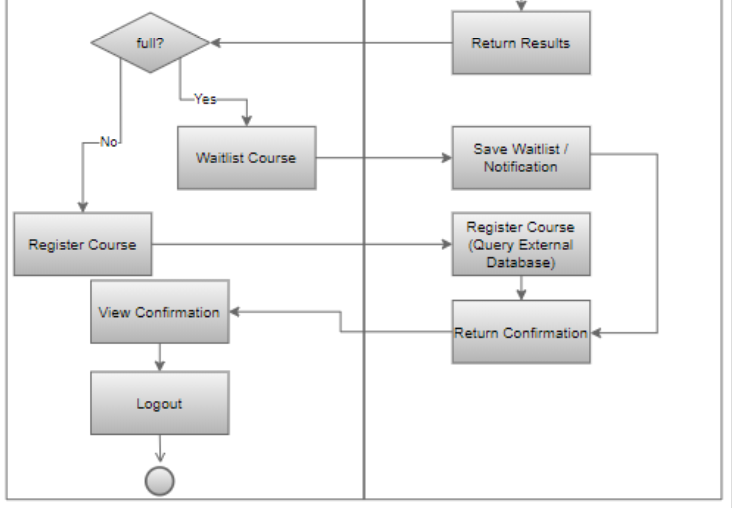 full?
Return Results
Yes
No
Waitlist Course
Save Waitlist /
Notification
Register Course
Register Course
(Query External
Database)
View Confirmation
Return Confirmation
Logout